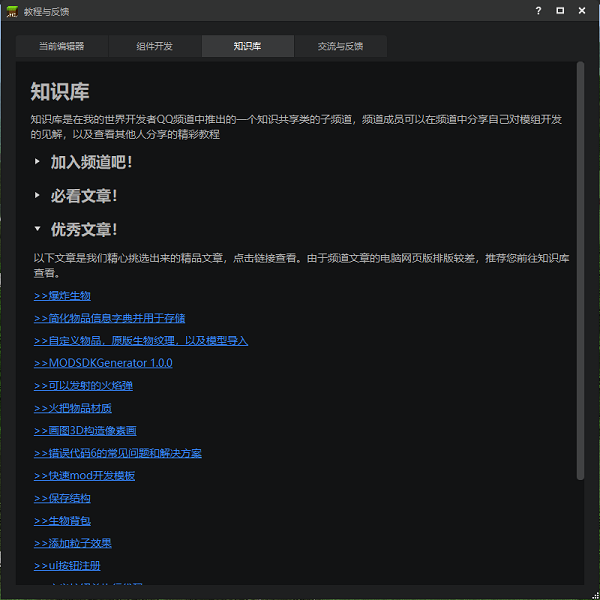 教程与反馈
当前编辑器 组件开发 知识库 交流与反馈
知识库
知识库是在我的世界开发者QQ频道中推出的一个知识共享类的子频道，频道成员可以在频道中分享自己对模组开发
的见解，以及查看其他人分享的精彩教程
加入频道吧！
必看文章！
优秀文章！
以下文章是我们精心挑选出来的精品文章，点击链接查看。由于频道文章的电脑网页版排版较差，推荐您前往知识库
查看。
>>爆炸生物
>>简化物品信息字典并用于存储
>>自定义物品，原版生物纹理，以及模型导入
>>MODSDKGenerator 1.0.0
>>可以发射的火焰弹
>>火把物品材质
>>画图3D构造像素画
>>错误代码6的常见问题和解决方案
>>快速mod开发模板
>>保存结构
>>生物背包
>>添加粒子效果
>>ui按钮注册